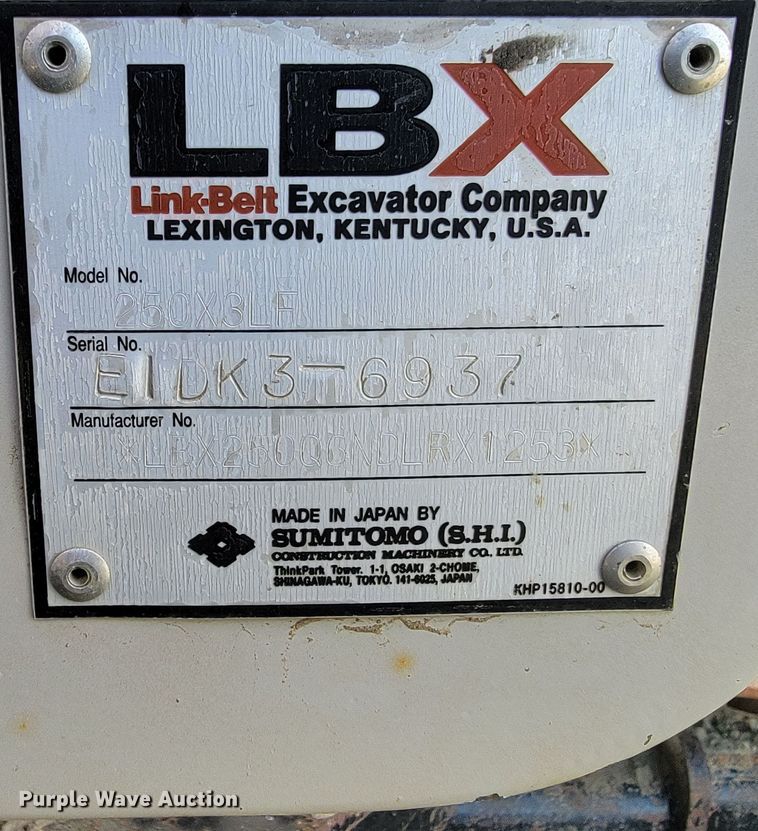 LBX
Link-Belt Excavator Company
LEXINGTON, KENTUCKY, U.S.A.
Model No.
250X3LF
Serial No.
EIDK3-6937
Manufacturer No.
MADE IN JAPAN BY
SUMITOMO (S.H.I.)
CONSTRUCTION MACHINERY CO. LTD.
ThinkPark Tower. 1-1, OSAKI 2-CHOME,
SHINAGAWA-KU, TOKYO. 141-6025, JAPAN
KHP15810-00
Purple Wave Auction